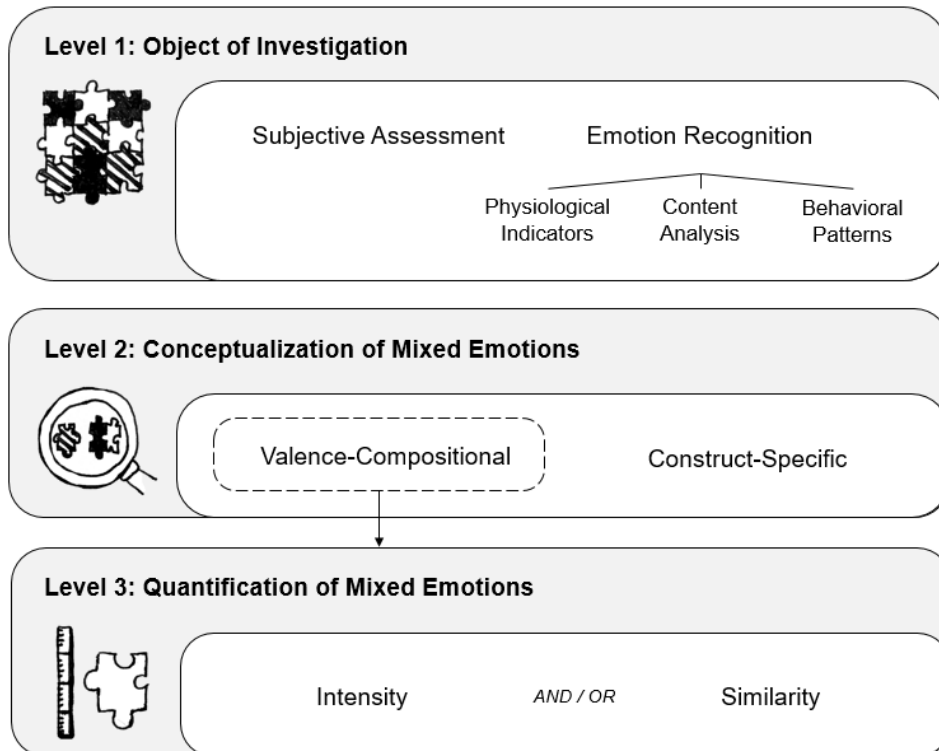 Level 1: Object of Investigation
Subjective Assessment
Emotion Recognition
Physiological
Indicators
Content
Analysis
Behavioral
Patterns
Level 2: Conceptualization of Mixed Emotions
Valence-Compositional
Construct-Specific
Level 3: Quantification of Mixed Emotions
Intensity
AND / OR
Similarity